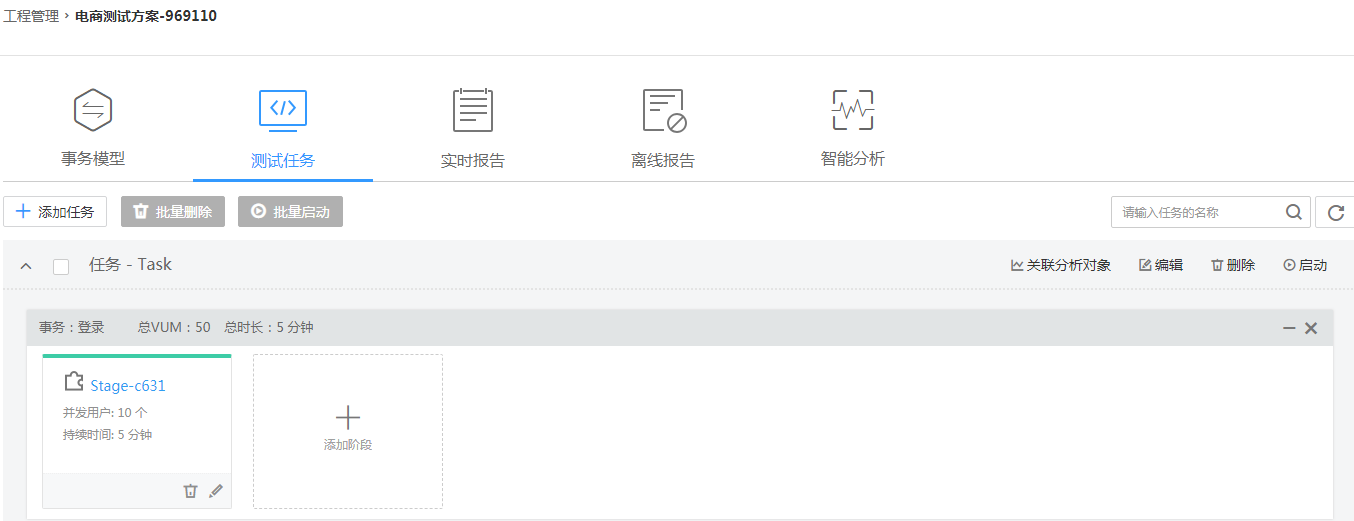 工程管理 › 电商测试方案-969110
事务模型 测试任务 实时报告 离线报告 智能分析
添加任务 批量删除 批量启动 请输入任务的名称
任务 - Task 关联分析对象 编辑 删除 启动
事务 : 登录 总VUM : 50 总时长 : 5 分钟
Stage-c631
并发用户: 10 个
持续时间: 5 分钟
添加阶段